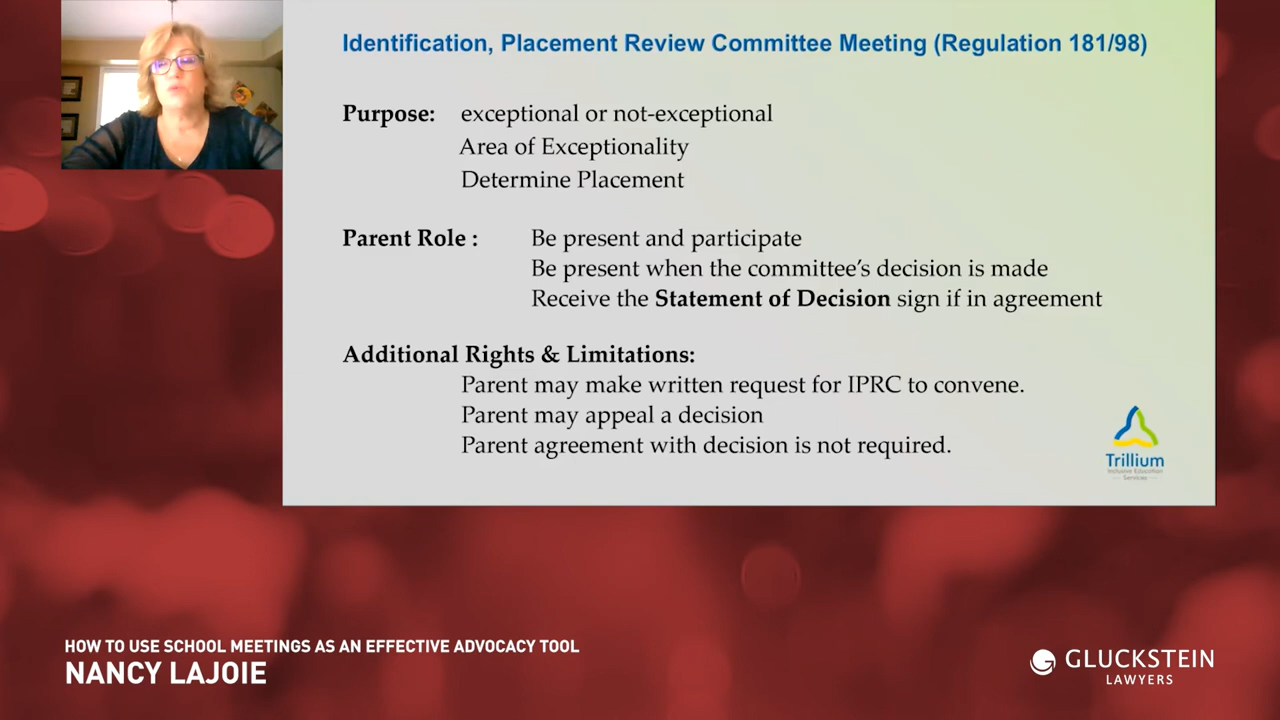 Identification, Placement Review Committee Meeting (Regulation 181/98)
Purpose: exceptional or not-exceptional
Area of Exceptionality
Determine Placement
Parent Role : Be present and participate
Be present when the committee's decision is made
Receive the Statement of Decision sign if in agreement
Additional Rights & Limitations:
Parent may make written request for IPRC to convene.
Parent may appeal a decision
Parent agreement with decision is not required.
Trillium
Inclusive Education
Services
HOW TO USE SCHOOL MEETINGS AS AN EFFECTIVE ADVOCACY TOOL
NANCY LAJOIE
GLUCKSTEIN
LAWYERS